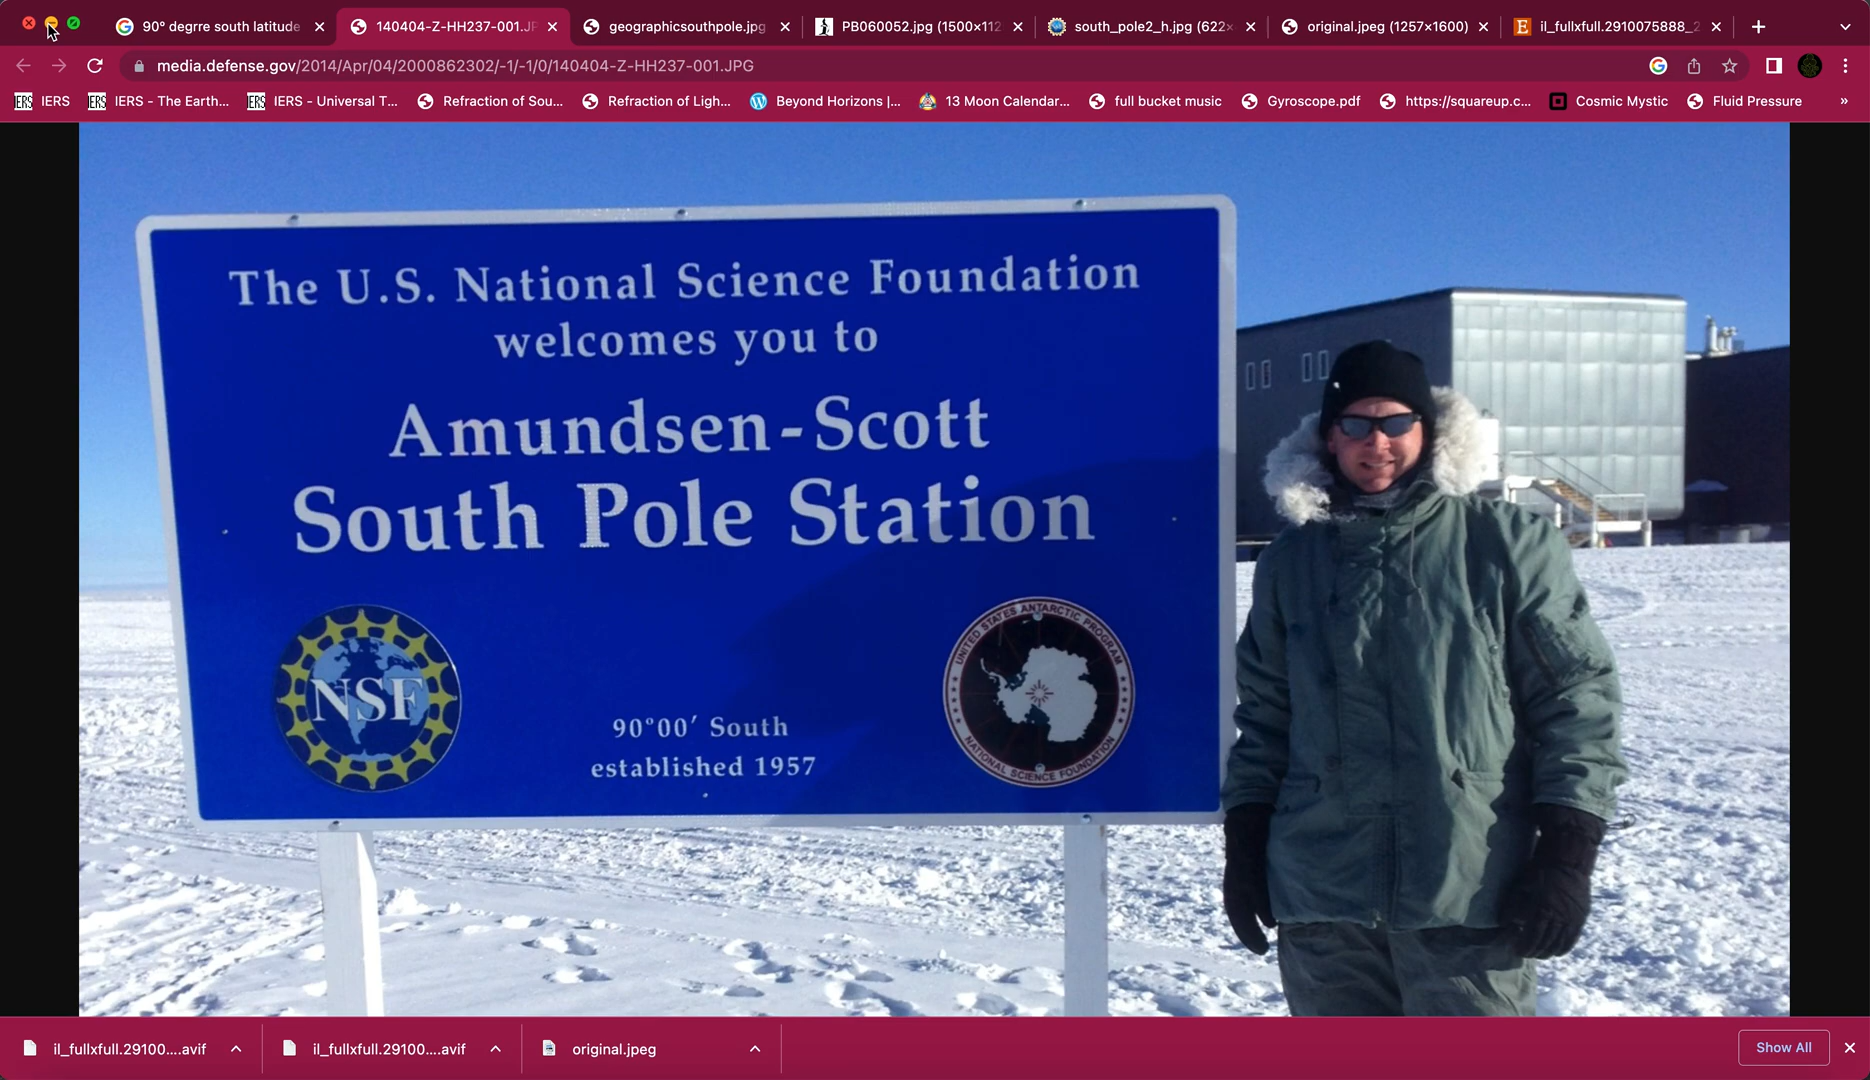 90° degrre south latitude
140404-Z-HH237-001.JP
geographicsouthpole.jpg
PB060052.jpg (1500×112
south_pole2_h.jpg (622×
original.jpeg (1257×1600)
il_fullxfull.2910075888_2
media.defense.gov/2014/Apr/04/2000862302/-1/-1/0/140404-Z-HH237-001.JPG
IERS IERS
IERS IERS - The Earth...
IERS IERS - Universal T...
Refraction of Sou...
Refraction of Ligh...
Beyond Horizons |...
13 Moon Calendar...
full bucket music
Gyroscope.pdf
https://squareup.c...
Cosmic Mystic
Fluid Pressure
»
The U.S. National Science Foundation
welcomes you to
Amundsen-Scott
South Pole Station
NSF
90°00′ South
established 1957
UNITED STATES ANTARCTIC PROGRAM
NATIONAL SCIENCE FOUNDATION
il_fullxfull.29100....avif
il_fullxfull.29100....avif
original.jpeg
Show All